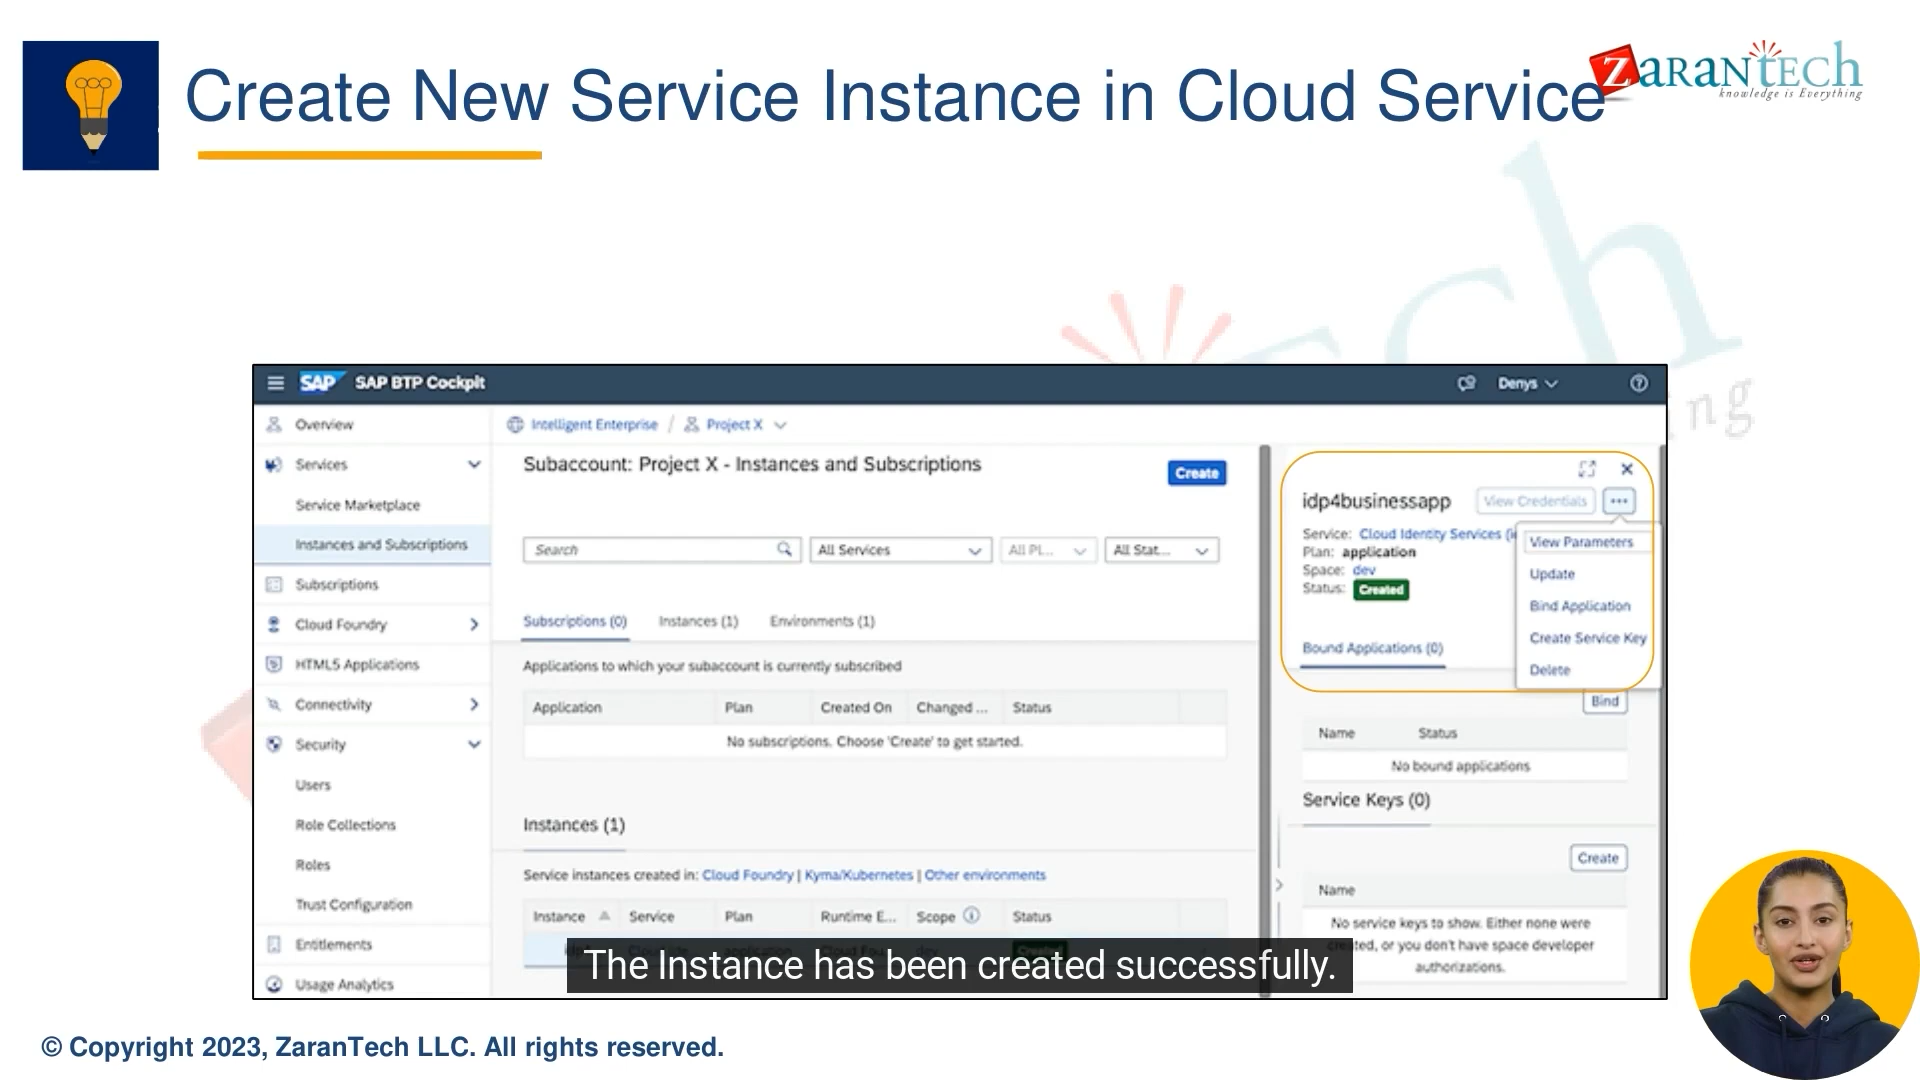 Create New Service Instance in Cloud Service
ZARANTECH
knowledge is Everything
SAP SAP BTP Cockpit
Denys
Overview
Services
Service Marketplace
Instances and Subscriptions
Subscriptions
Cloud Foundry
HTML5 Applications
Connectivity
Security
Users
Role Collections
Roles
Trust Configuration
Entitlements
Usage Analytics
Intelligent Enterprise / Project X
Subaccount: Project X - Instances and Subscriptions
Create
Search
All Services
All Pl...
All Stat...
Subscriptions (0) Instances (1) Environments (1)
Applications to which your subaccount is currently subscribed
Application Plan Created On Changed ... Status
No subscriptions. Choose 'Create' to get started.
Instances (1)
Service instances created in: Cloud Foundry | Kyma/Kubernetes | Other environments
Instance Service Plan Runtime E... Scope Status
idp4businessapp View Credentials ...
Service: Cloud Identity Services
Plan: application
Space: dev
Status: Created
View Parameters
Update
Bind Application
Create Service Key
Delete
Bound Applications (0)
Bind
Name Status
No bound applications
Service Keys (0)
Create
Name
No service keys to show. Either none were
created, or you don't have space developer
authorizations.
The Instance has been created successfully.
© Copyright 2023, ZaranTech LLC. All rights reserved.